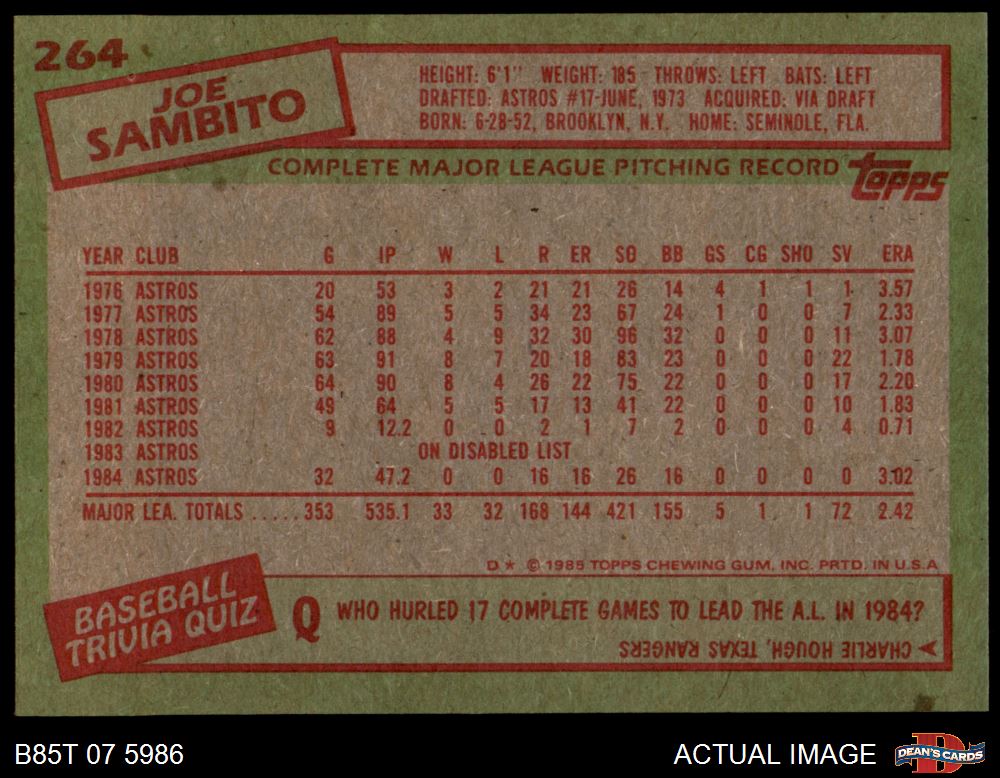 264
JOE
SAMBITO
HEIGHT: 6'1" WEIGHT: 185 THROWS: LEFT BATS: LEFT
DRAFTED: ASTROS #17-JUNE, 1973 ACQUIRED: VIA DRAFT
BORN: 6-28-52, BROOKLYN, N.Y. HOME: SEMINOLE, FLA.
COMPLETE MAJOR LEAGUE PITCHING RECORD
topps
YEAR CLUB G IP W L R ER SO BB GS CG SHO SV ERA
1976 ASTROS 20 53 3 2 21 21 26 14 4 1 1 1 3.57
1977 ASTROS 54 89 5 5 34 23 67 24 1 0 0 7 2.33
1978 ASTROS 62 88 4 9 32 30 96 32 0 0 0 11 3.07
1979 ASTROS 63 91 8 7 20 18 83 23 0 0 0 22 1.78
1980 ASTROS 64 90 8 4 26 22 75 22 0 0 0 17 2.20
1981 ASTROS 49 64 5 5 17 13 41 22 0 0 0 10 1.83
1982 ASTROS 9 12.2 0 0 2 1 7 2 0 0 0 4 0.71
1983 ASTROS ON DISABLED LIST
1984 ASTROS 32 47.2 0 0 16 16 26 16 0 0 0 0 3.02
MAJOR LEA. TOTALS ..... 353 535.1 33 32 168 144 421 155 5 1 1 72 2.42
D * © 1985 TOPPS CHEWING GUM, INC. PRTD. IN U.S.A
BASEBALL
TRIVIA QUIZ
Q WHO HURLED 17 COMPLETE GAMES TO LEAD THE A.L. IN 1984?
CHARLIE HOUGH, TEXAS RANGERS
B85T 07 5986
ACTUAL IMAGE
D
DEAN'S CARDS